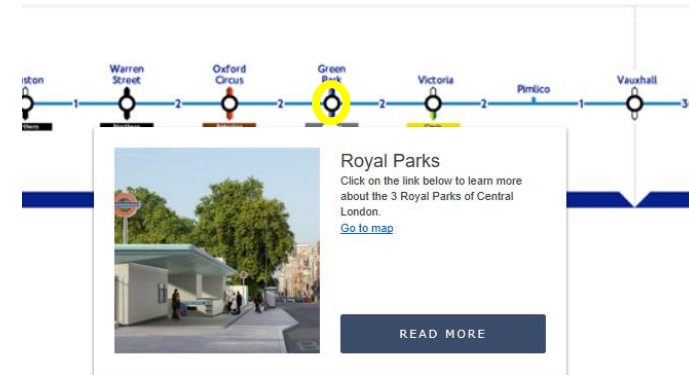 Warren
Street
Oxford
Circus
Green
Park
Victoria
Pimlico
Vauxhall
ston
1
2
2
2
2
1
3
Royal Parks
Click on the link below to learn more
about the 3 Royal Parks of Central
London.
Go to map
READ MORE